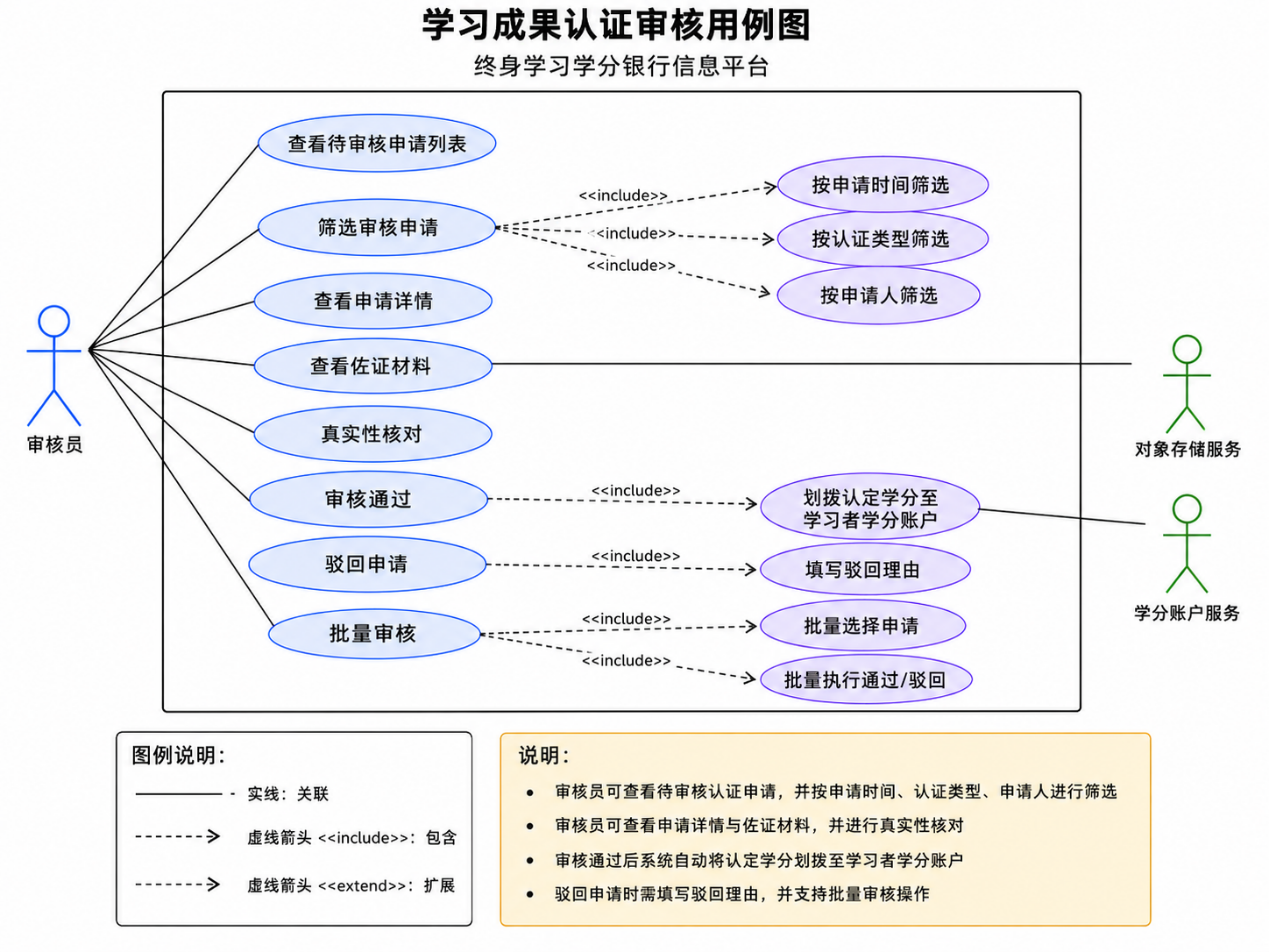 学习成果认证审核用例图
终身学习学分银行信息平台
查看待审核申请列表
筛选审核申请
查看申请详情
查看佐证材料
真实性核对
审核通过
驳回申请
批量审核
<<include>>
<<include>>
<<include>>
按申请时间筛选
按认证类型筛选
按申请人筛选
<<include>>
<<include>>
<<include>>
<<include>>
划拨认定学分至
学习者学分账户
填写驳回理由
批量选择申请
批量执行通过/驳回
审核员
对象存储服务
学分账户服务
图例说明：
实线：关联
虚线箭头 <<include>>：包含
虚线箭头 <<extend>>：扩展
说明：
• 审核员可查看待审核认证申请，并按申请时间、认证类型、申请人进行筛选
• 审核员可查看申请详情与佐证材料，并进行真实性核对
• 审核通过后系统自动将认定学分划拨至学习者学分账户
• 驳回申请时需填写驳回理由，并支持批量审核操作